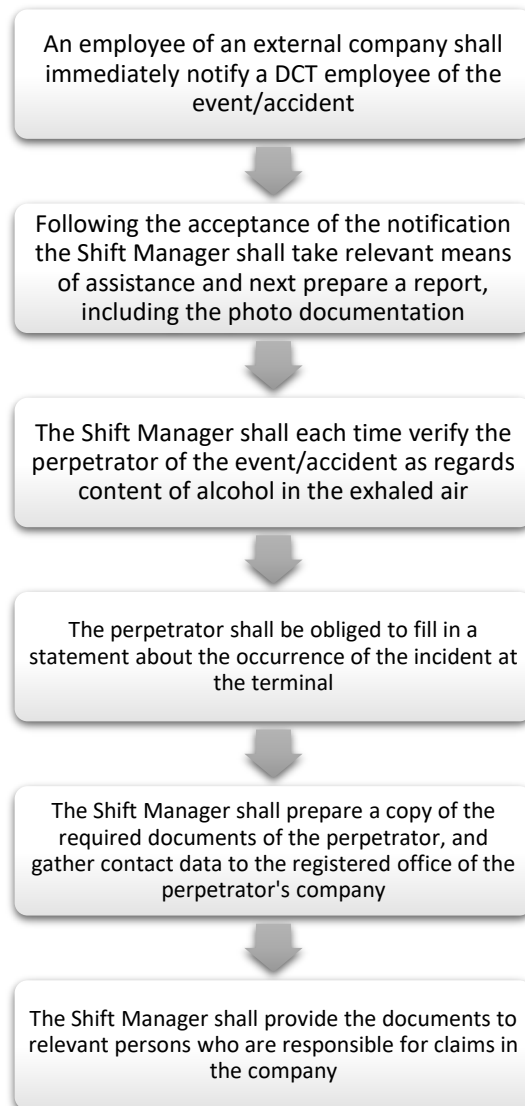 An employee of an external company shall
immediately notify a DCT employee of the
event/accident
Following the acceptance of the notification
the Shift Manager shall take relevant means
of assistance and next prepare a report,
including the photo documentation
The Shift Manager shall each time verify the
perpetrator of the event/accident as regards
content of alcohol in the exhaled air
The perpetrator shall be obliged to fill in a
statement about the occurrence of the incident at
the terminal
The Shift Manager shall prepare a copy of the
required documents of the perpetrator, and
gather contact data to the registered office of the
perpetrator's company
The Shift Manager shall provide the documents to
relevant persons who are responsible for claims in
the company